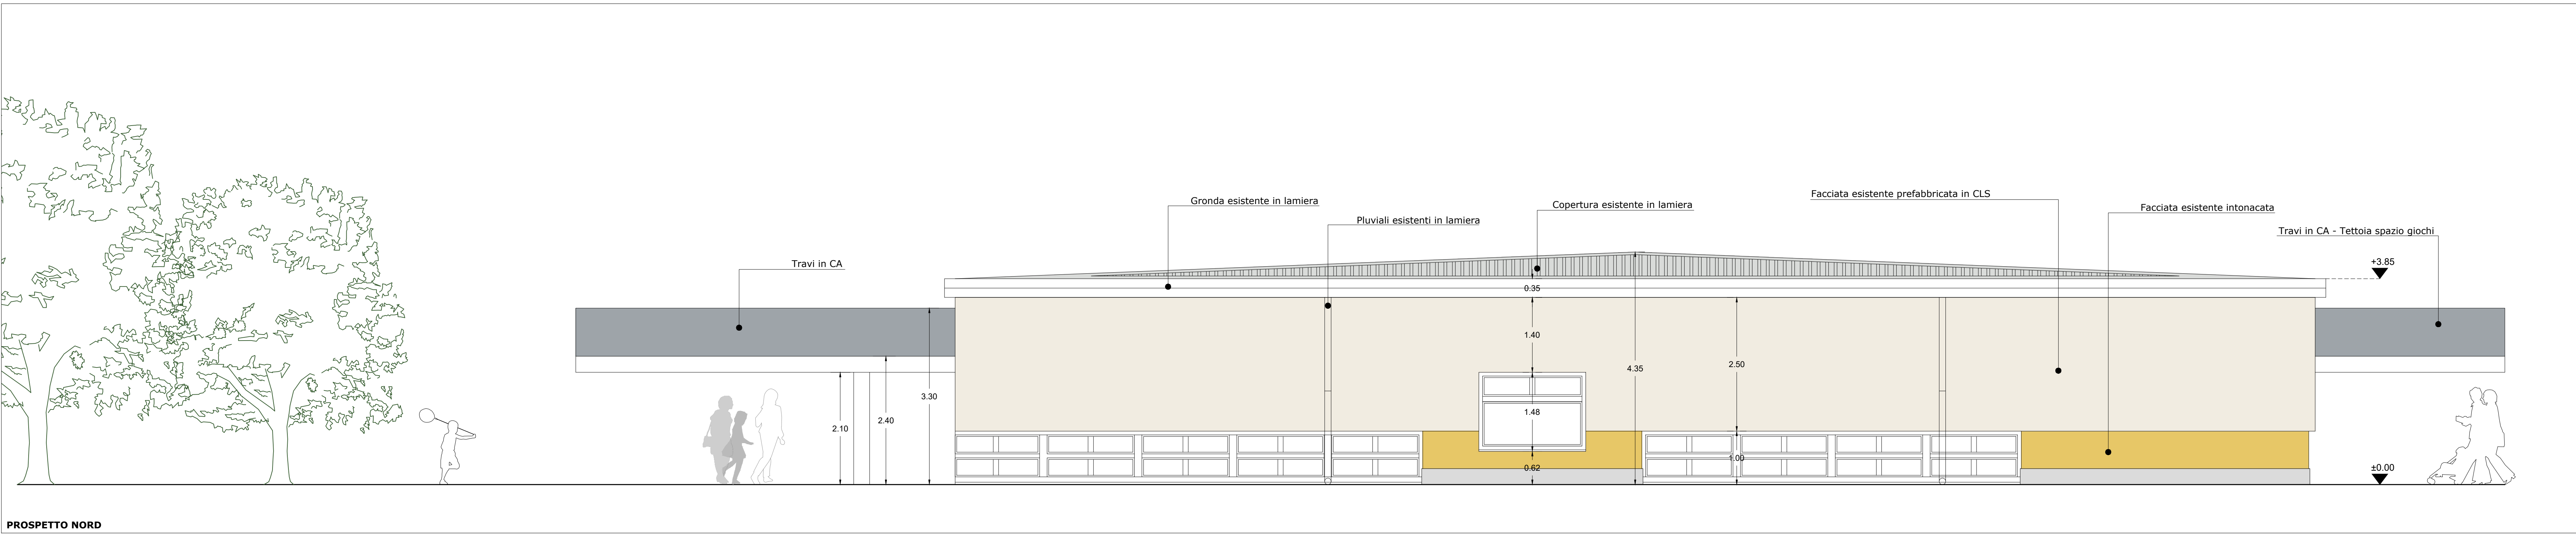 Facciata esistente prefabbricata in CLS
Gronda esistente in lamiera
Copertura esistente in lamiera
Facciata esistente intonacata
Pluviali esistenti in lamiera
Travi in CA - Tettoia spazio giochi
Travi in CA
+3.85
0.35
1.40
2.50
4.35
3.30
1.48
2.40
2.10
1.00
0.62
±0.00
PROSPETTO NORD